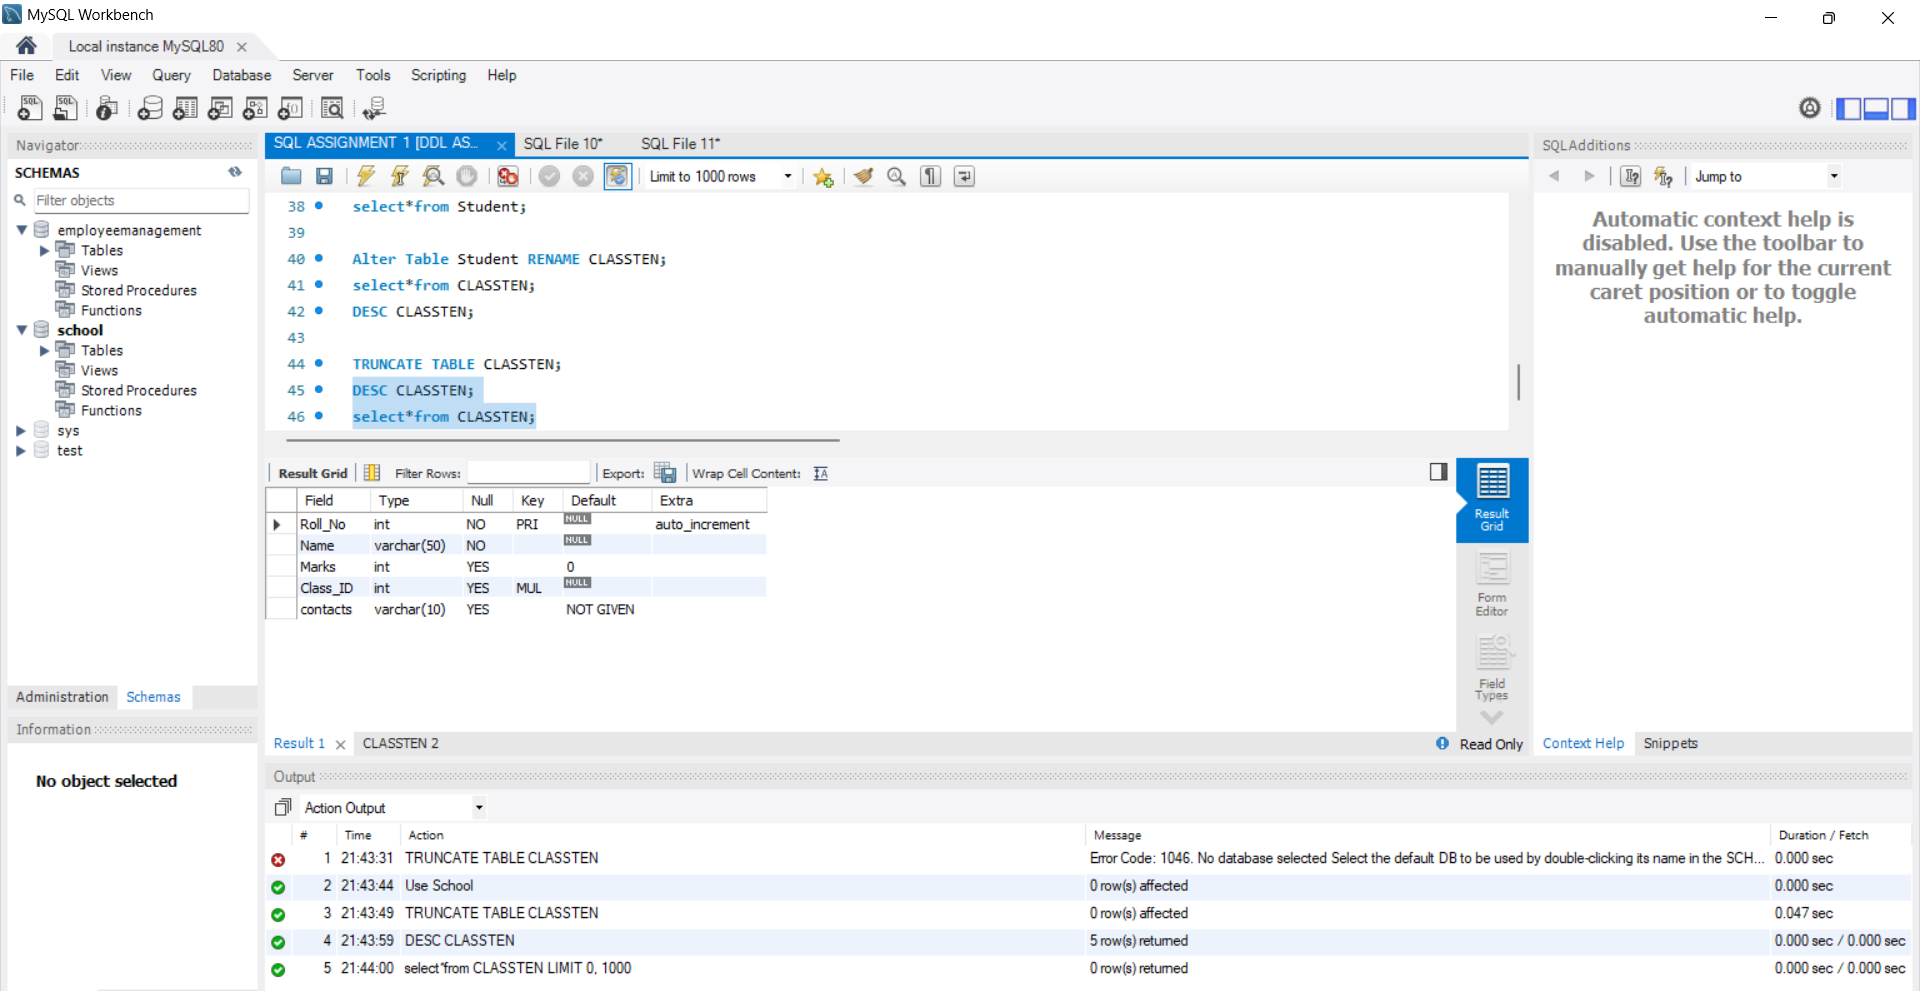 MySQL Workbench
Local instance MySQL80
File Edit View Query Database Server Tools Scripting Help
Navigator
SCHEMAS
Filter objects
employeemanagement
Tables
Views
Stored Procedures
Functions
school
Tables
Views
Stored Procedures
Functions
sys
test
Administration Schemas
Information
No object selected
SQL ASSIGNMENT 1 [DDL AS... SQL File 10* SQL File 11*
Limit to 1000 rows
38 select*from Student;
39
40 Alter Table Student RENAME CLASSTEN;
41 select*from CLASSTEN;
42 DESC CLASSTEN;
43
44 TRUNCATE TABLE CLASSTEN;
45 DESC CLASSTEN;
46 select*from CLASSTEN;
Result Grid Filter Rows: Export: Wrap Cell Content:
Field Type Null Key Default Extra
Roll_No int NO PRI NULL auto_increment
Name varchar(50) NO NULL
Marks int YES 0
Class_ID int YES MUL NULL
contacts varchar(10) YES NOT GIVEN
Result Grid
Form Editor
Field Types
Result 1 CLASSTEN 2
Read Only
SQLAdditions
Jump to
Automatic context help is
disabled. Use the toolbar to
manually get help for the current
caret position or to toggle
automatic help.
Context Help Snippets
Output
Action Output
# Time Action Message Duration / Fetch
1 21:43:31 TRUNCATE TABLE CLASSTEN Error Code: 1046. No database selected Select the default DB to be used by double-clicking its name in the SCH... 0.000 sec
2 21:43:44 Use School 0 row(s) affected 0.000 sec
3 21:43:49 TRUNCATE TABLE CLASSTEN 0 row(s) affected 0.047 sec
4 21:43:59 DESC CLASSTEN 5 row(s) returned 0.000 sec / 0.000 sec
5 21:44:00 select*from CLASSTEN LIMIT 0, 1000 0 row(s) returned 0.000 sec / 0.000 sec